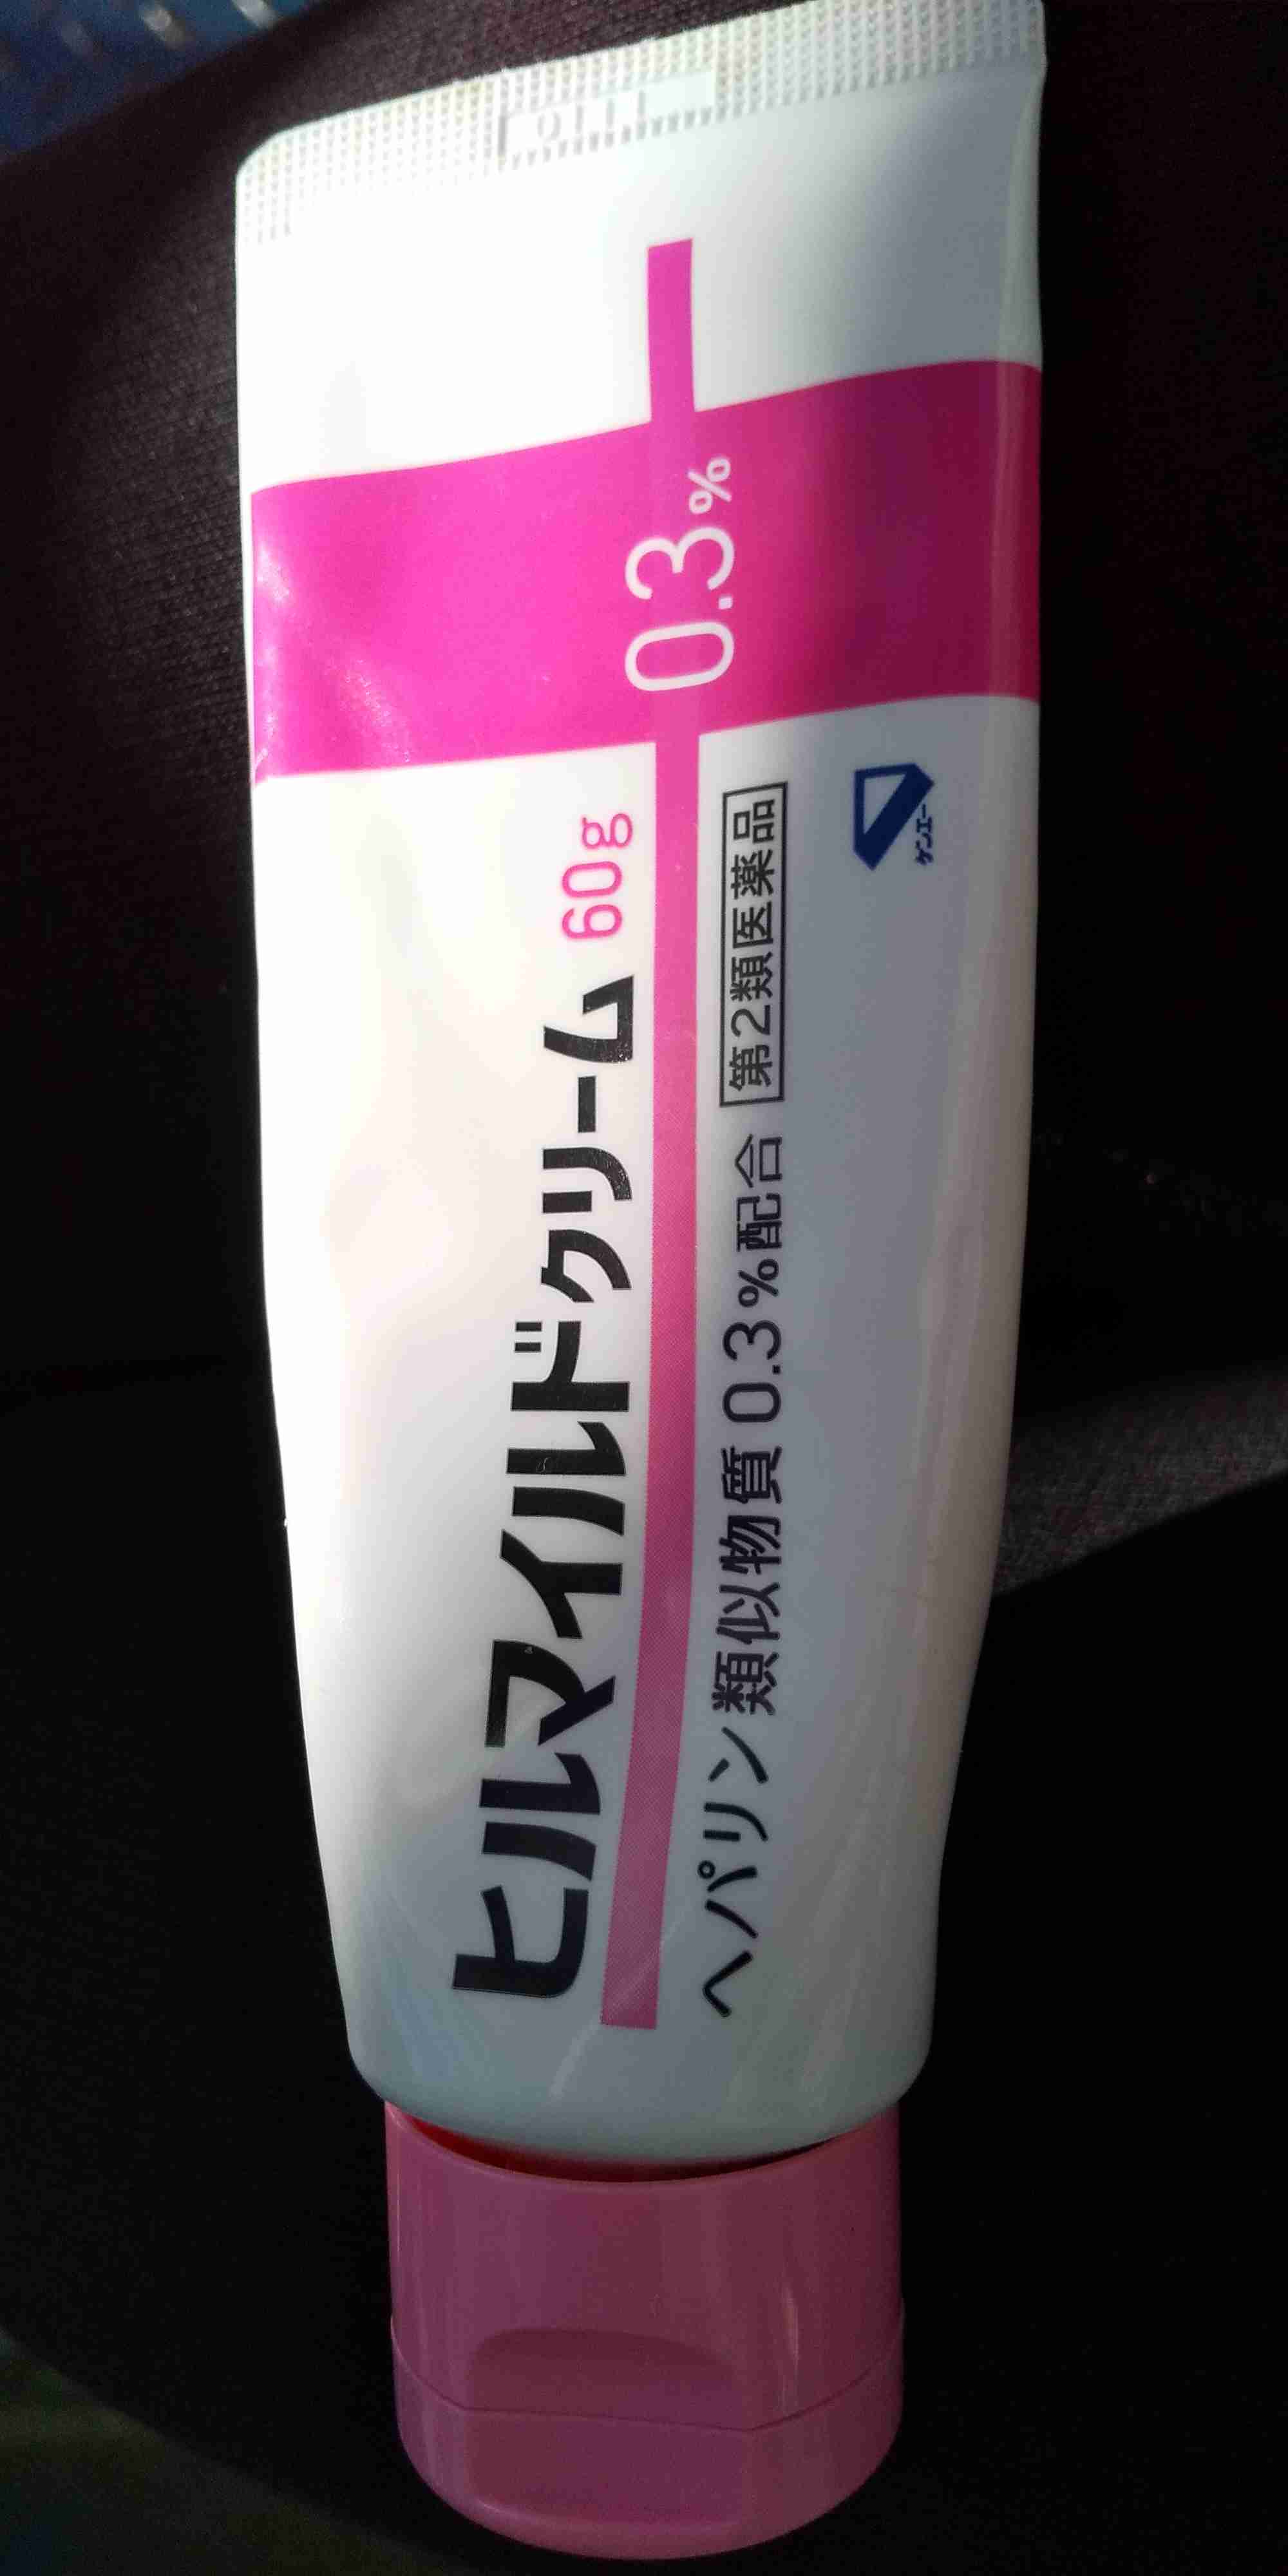 ヒルマイルドクリーム 60g
0.3%
ヘパリン類似物質 0.3%配合 第2類医薬品
ケンエー